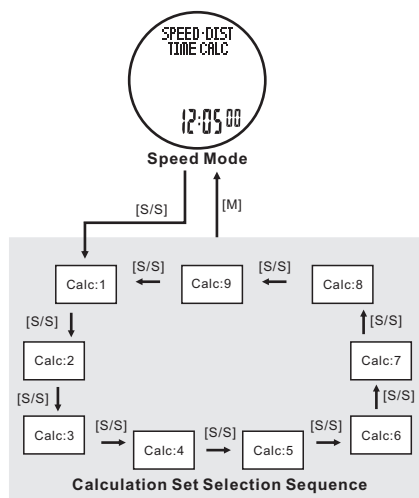 SPEED·DIST
TIME CALC
12:05 00
Speed Mode
[S/S]
[M]
Calc:1
[S/S]
Calc:9
[S/S]
Calc:8
[S/S]
[S/S]
Calc:2
Calc:7
[S/S]
[S/S]
Calc:3
[S/S]
Calc:4
[S/S]
Calc:5
[S/S]
Calc:6
Calculation Set Selection Sequence